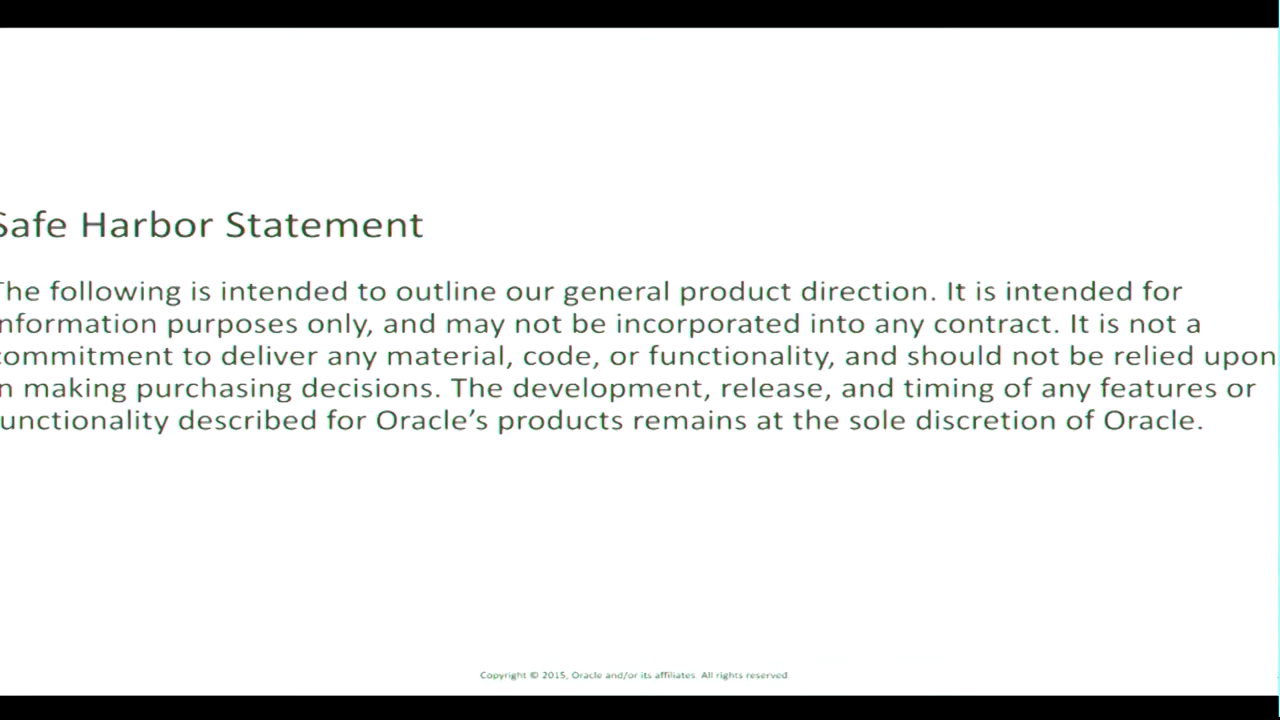 Safe Harbor Statement
The following is intended to outline our general product direction. It is intended for
information purposes only, and may not be incorporated into any contract. It is not a
commitment to deliver any material, code, or functionality, and should not be relied upon
in making purchasing decisions. The development, release, and timing of any features or
functionality described for Oracle’s products remains at the sole discretion of Oracle.
Copyright © 2015, Oracle and/or its affiliates. All rights reserved.